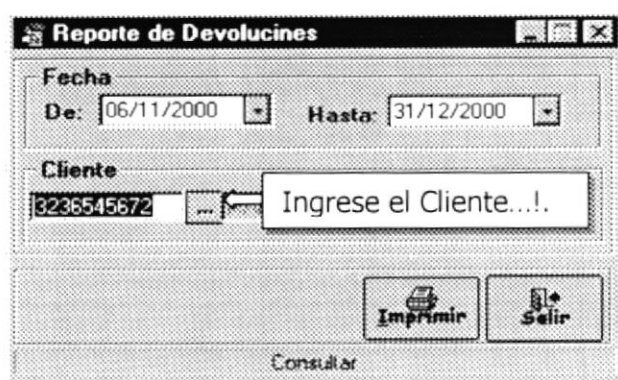 Reporte de Devolucines
Fecha
De: 06/11/2000 Hasta: 31/12/2000
Cliente
3236545672 ... Ingrese el Cliente...!.
Imprimir Salir
Consultar